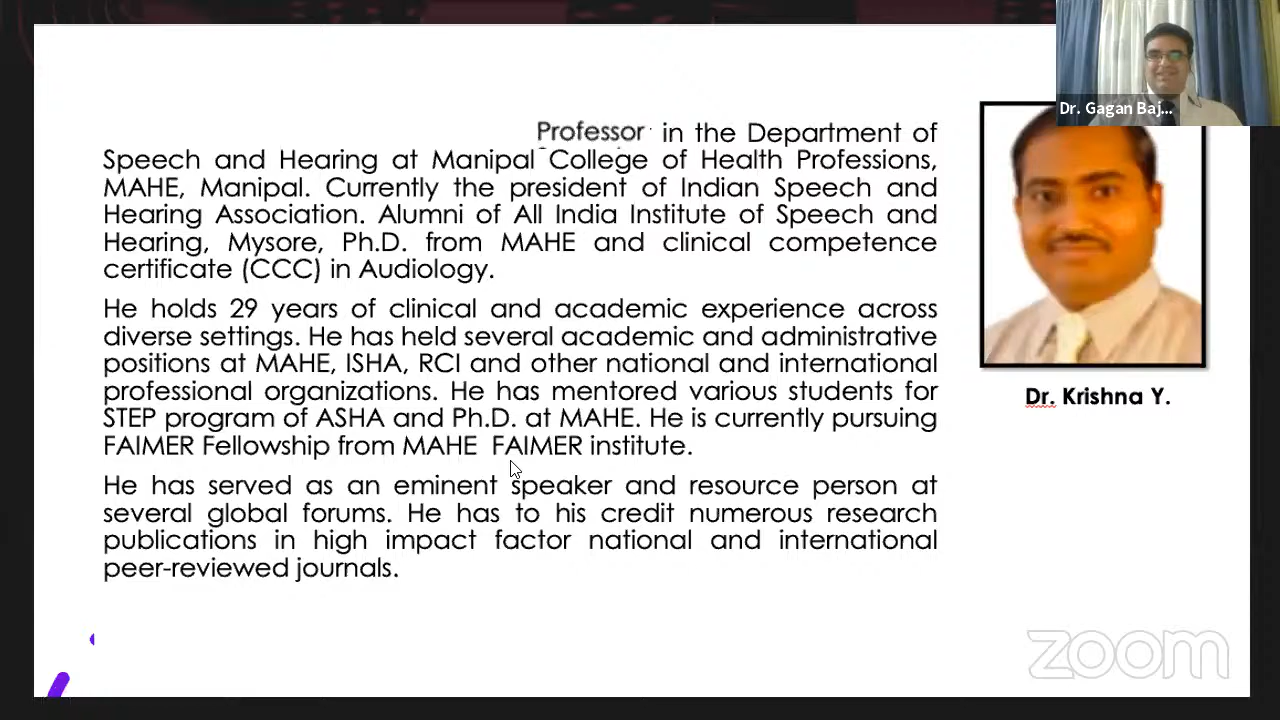 Dr. Gagan Baj...
Professor in the Department of
Speech and Hearing at Manipal College of Health Professions,
MAHE, Manipal. Currently the president of Indian Speech and
Hearing Association. Alumni of All India Institute of Speech and
Hearing, Mysore, Ph.D. from MAHE and clinical competence
certificate (CCC) in Audiology.
He holds 29 years of clinical and academic experience across
diverse settings. He has held several academic and administrative
positions at MAHE, ISHA, RCI and other national and international
professional organizations. He has mentored various students for
STEP program of ASHA and Ph.D. at MAHE. He is currently pursuing
FAIMER Fellowship from MAHE FAIMER institute.
He has served as an eminent speaker and resource person at
several global forums. He has to his credit numerous research
publications in high impact factor national and international
peer-reviewed journals.
Dr. Krishna Y.
zoom